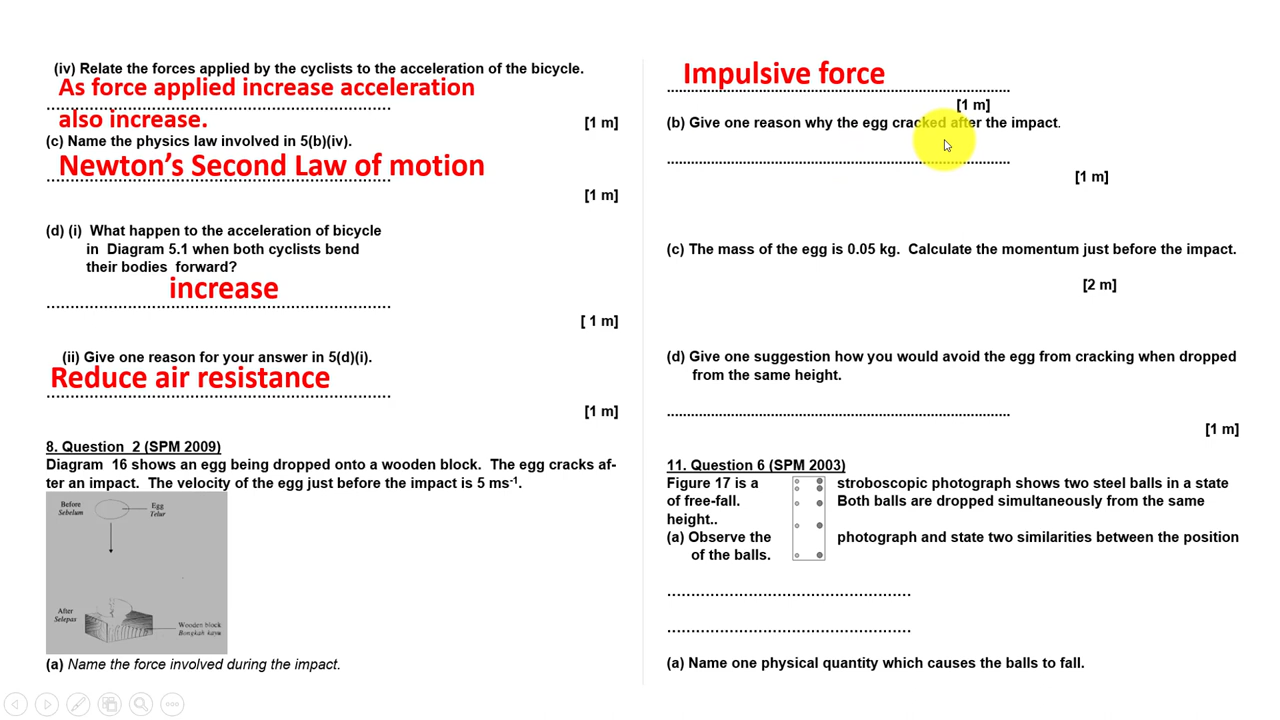 (iv) Relate the forces applied by the cyclists to the acceleration of the bicycle.
As force applied increase acceleration
also increase.
[1 m]
(c) Name the physics law involved in 5(b)(iv).
Newton's Second Law of motion
[1 m]
(d) (i) What happen to the acceleration of bicycle
in Diagram 5.1 when both cyclists bend
their bodies forward?
increase
[ 1 m]
(ii) Give one reason for your answer in 5(d)(i).
Reduce air resistance
[1 m]
8. Question 2 (SPM 2009)
Diagram 16 shows an egg being dropped onto a wooden block. The egg cracks af-
ter an impact. The velocity of the egg just before the impact is 5 ms-1.
Before
Sebelum
Egg
Telur
After
Selepas
Wooden block
Bongkah kayu
(a) Name the force involved during the impact.
Impulsive force
[1 m]
(b) Give one reason why the egg cracked after the impact.
[1 m]
(c) The mass of the egg is 0.05 kg. Calculate the momentum just before the impact.
[2 m]
(d) Give one suggestion how you would avoid the egg from cracking when dropped
from the same height.
[1 m]
11. Question 6 (SPM 2003)
Figure 17 is a stroboscopic photograph shows two steel balls in a state
of free-fall. Both balls are dropped simultaneously from the same
height..
(a) Observe the photograph and state two similarities between the position
of the balls.
(a) Name one physical quantity which causes the balls to fall.